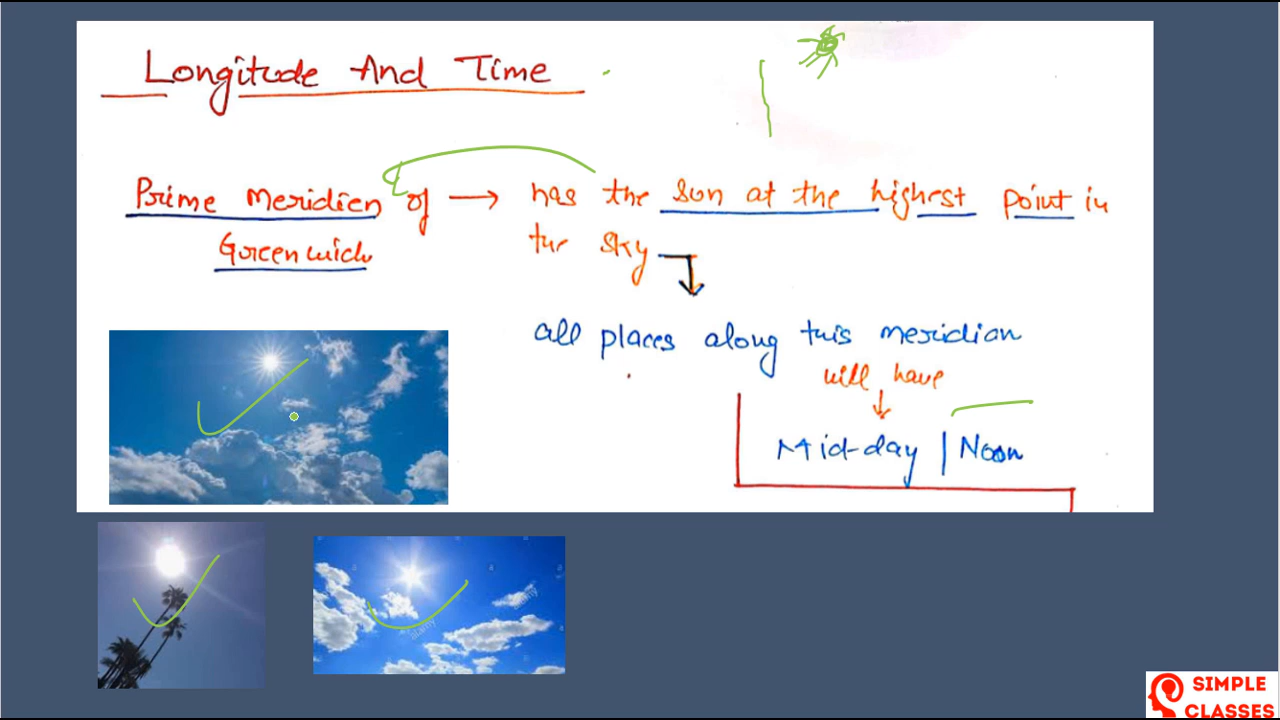 Longitude And Time
Prime Meridien of → has the sun at the highest point in
Greenwich the sky
all places along this meridian
will have
Mid-day | Noon
alamy
SIMPLE
CLASSES